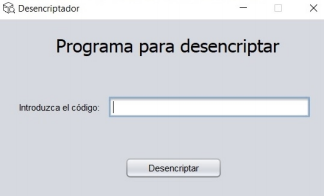 Desencriptador
Programa para desencriptar
Introduzca el código:
Desencriptar